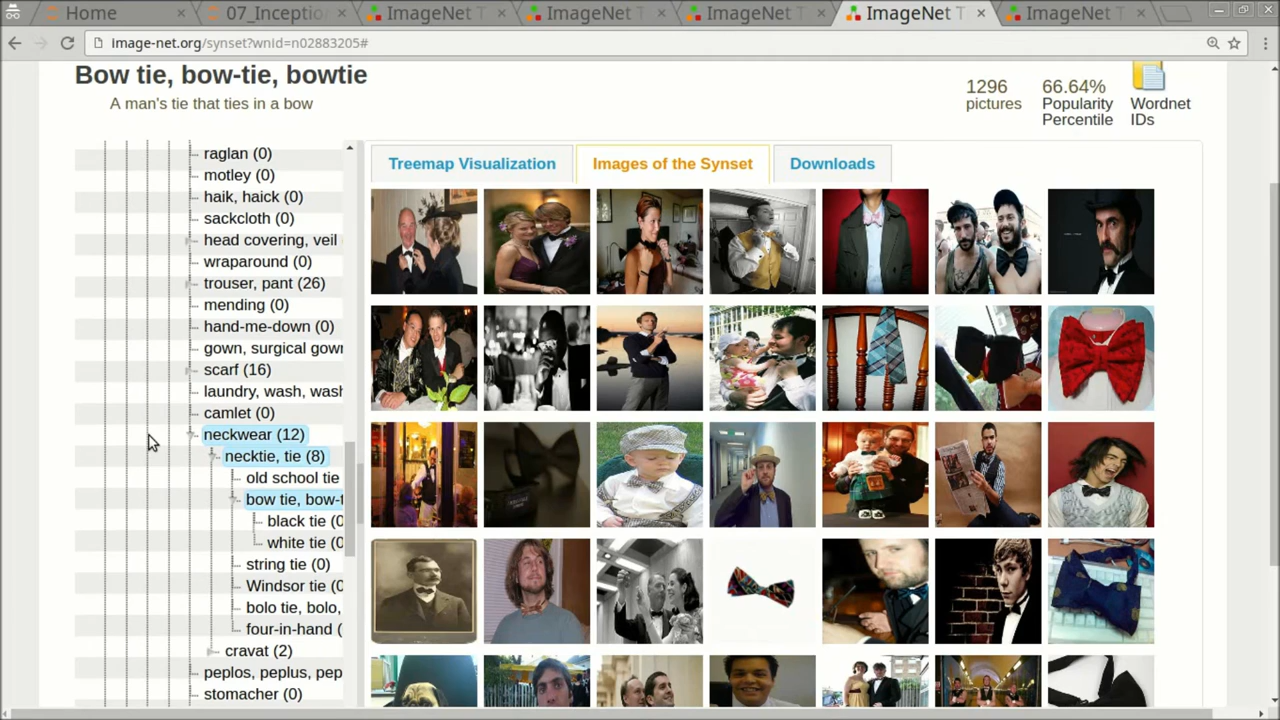 Home
07_Inceptio
ImageNet T
ImageNet T
ImageNet T
ImageNet T
ImageNet T
image-net.org/synset?wnid=n02883205#
Bow tie, bow-tie, bowtie
A man's tie that ties in a bow
1296
pictures
66.64%
Popularity
Percentile
Wordnet
IDs
raglan (0)
motley (0)
haik, haick (0)
sackcloth (0)
head covering, veil
wraparound (0)
trouser, pant (26)
mending (0)
hand-me-down (0)
gown, surgical gown
scarf (16)
laundry, wash, wash
camlet (0)
neckwear (12)
necktie, tie (8)
old school tie
bow tie, bow-t
black tie (0
white tie (0
string tie (0)
Windsor tie (0
bolo tie, bolo,
four-in-hand (
cravat (2)
peplos, peplus, pep
stomacher (0)
Treemap Visualization
Images of the Synset
Downloads